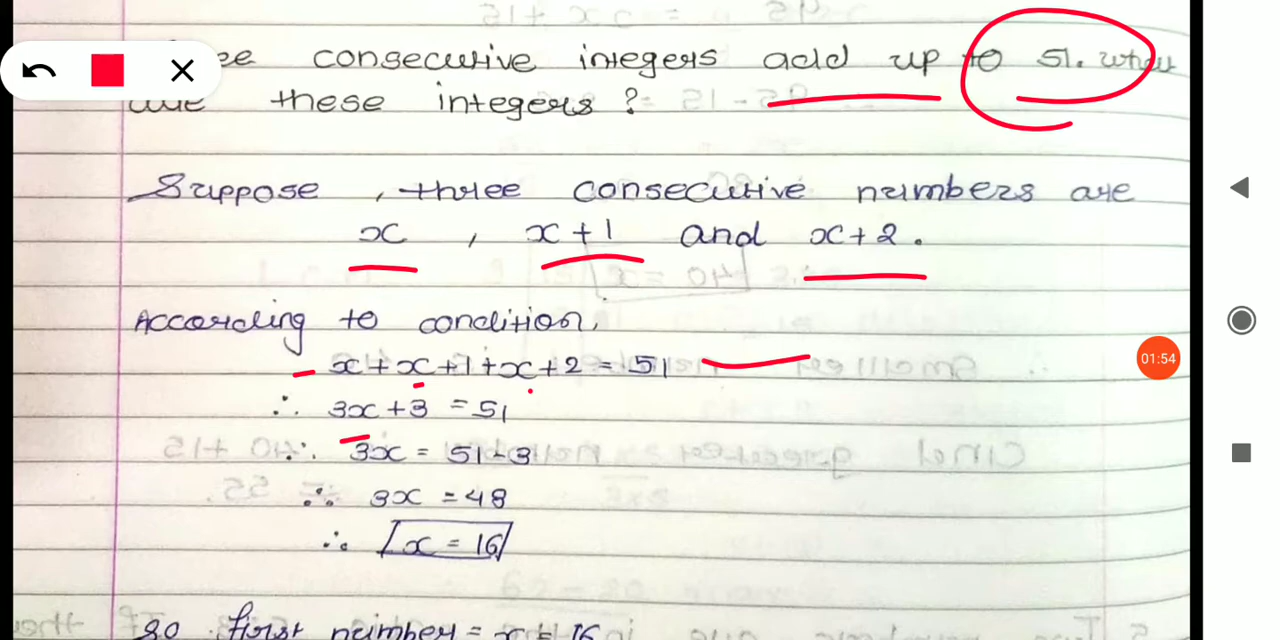 consecutive integers add up to 51. what
are these integers ?
Suppose , three consecutive numbers are
x , x + 1 and x + 2 .
According to condition,
x + x + 1 + x + 2 = 51
∴ 3x + 3 = 51
∴ 3x = 51 - 3
∴ 3x = 48
∴ x = 16
01:54
so first number = x = 16